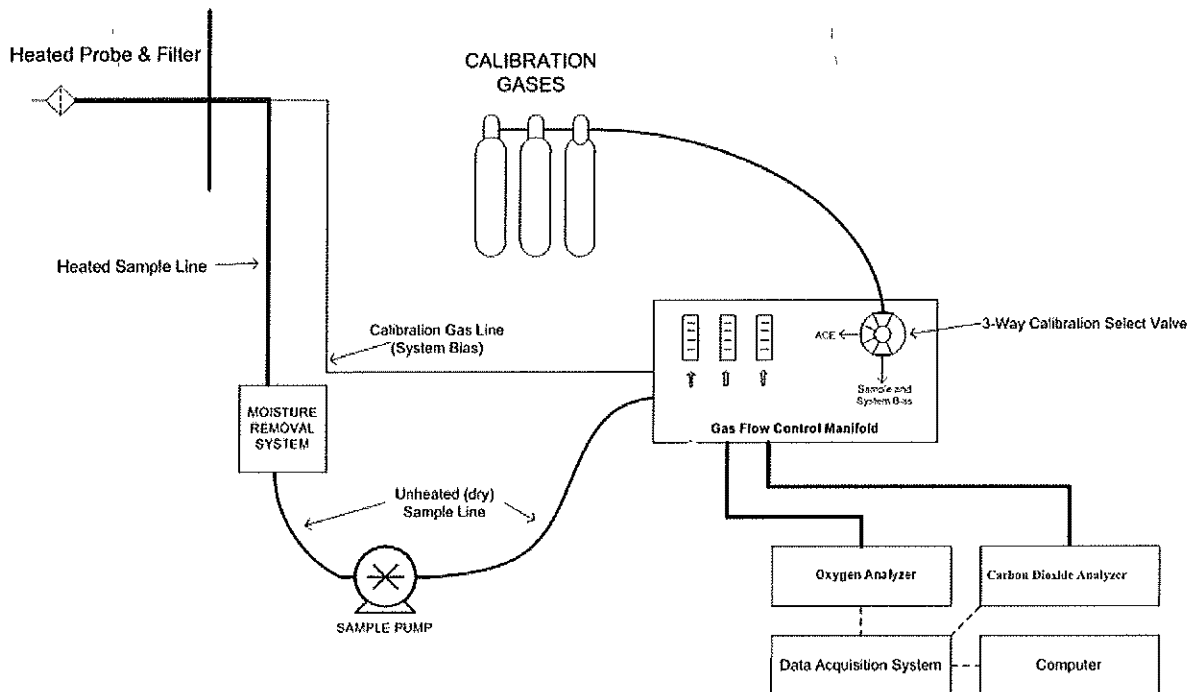 Heated Probe & Filter
CALIBRATION
GASES
Heated Sample Line
Calibration Gas Line
(System Bias)
ACE
3-Way Calibration Select Valve
Sample and
System Bias
Gas Flow Control Manifold
MOISTURE
REMOVAL
SYSTEM
Unheated (dry)
Sample Line
SAMPLE PUMP
Oxygen Analyzer
Carbon Dioxide Analyzer
Data Acquisition System
Computer